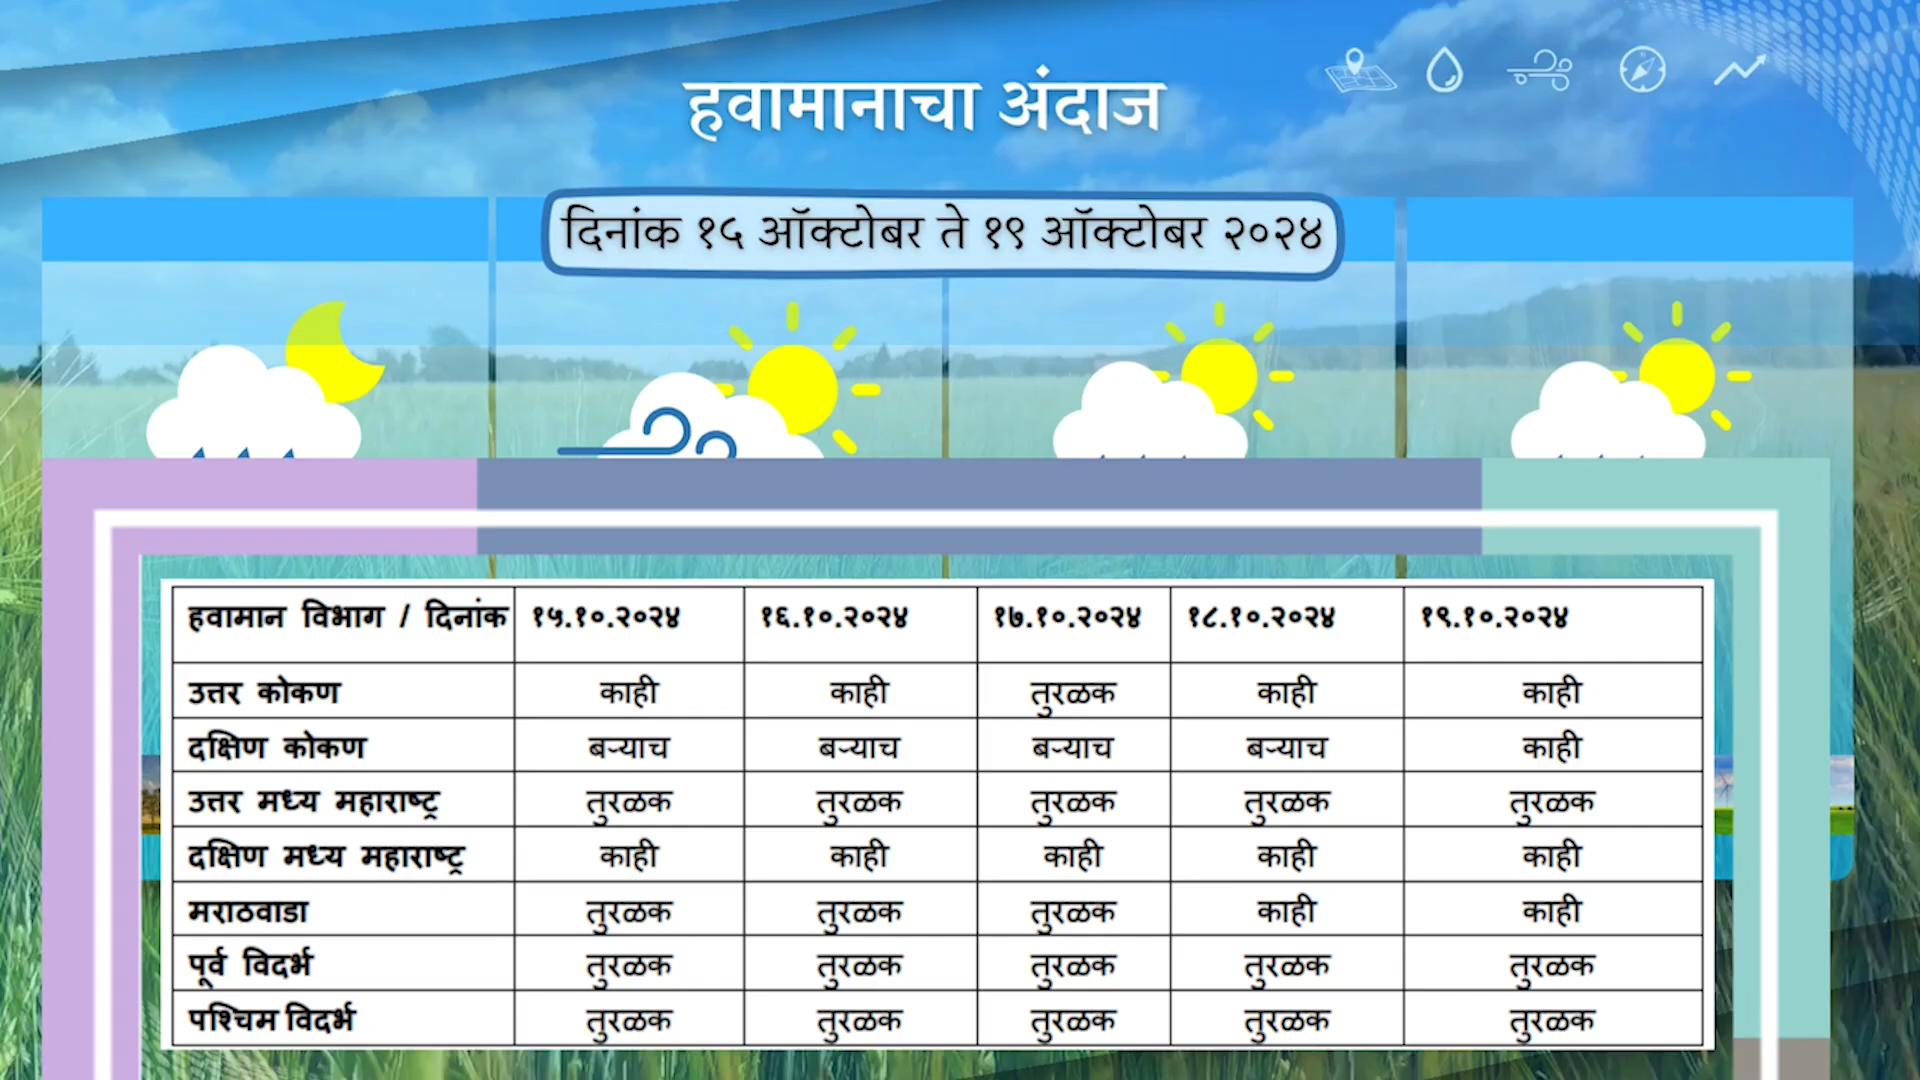 हवामानाचा अंदाज
दिनांक १५ ऑक्टोबर ते १९ ऑक्टोबर २०२४
हवामान विभाग / दिनांक १५.१०.२०२४ १६.१०.२०२४ १७.१०.२०२४ १८.१०.२०२४ १९.१०.२०२४
उत्तर कोकण काही काही तुरळक काही काही
दक्षिण कोकण बऱ्याच बऱ्याच बऱ्याच बऱ्याच काही
उत्तर मध्य महाराष्ट्र तुरळक तुरळक तुरळक तुरळक तुरळक
दक्षिण मध्य महाराष्ट्र काही काही काही काही काही
मराठवाडा तुरळक तुरळक तुरळक काही काही
पूर्व विदर्भ तुरळक तुरळक तुरळक तुरळक तुरळक
पश्चिम विदर्भ तुरळक तुरळक तुरळक तुरळक तुरळक